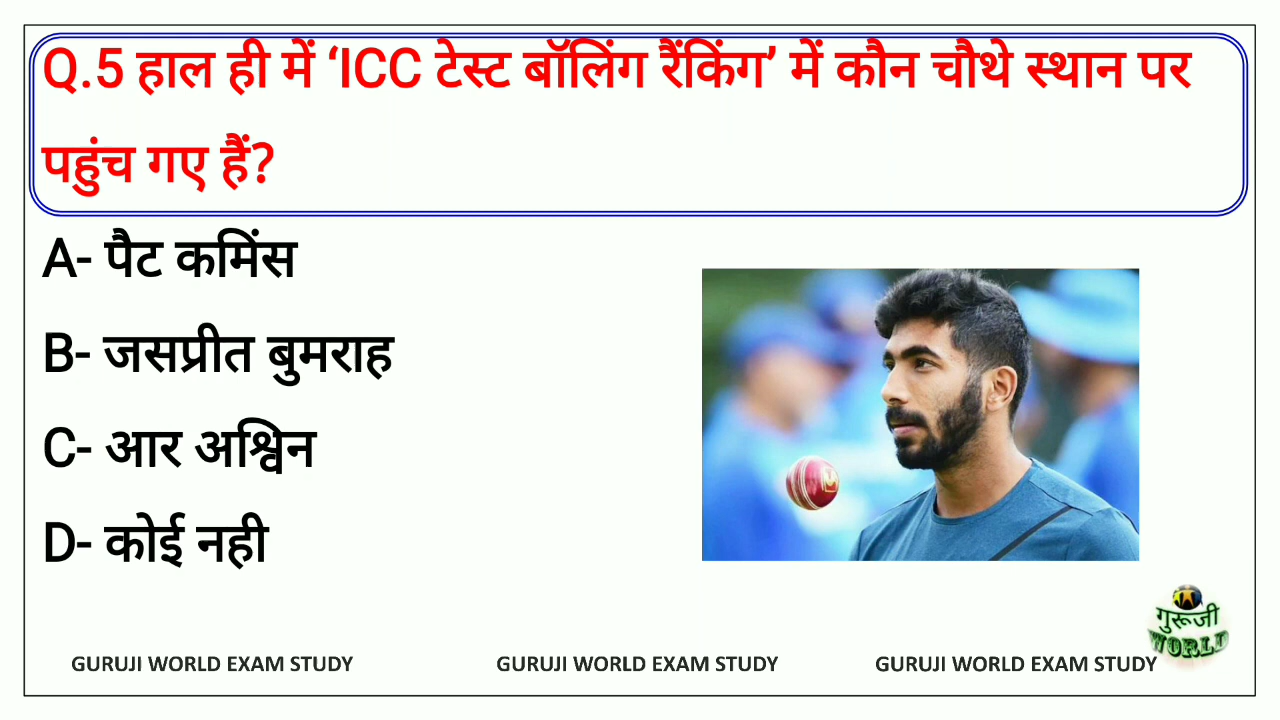 Q.5 हाल ही में ‘ICC टेस्ट बॉलिंग रैंकिंग’ में कौन चौथे स्थान पर
पहुंच गए हैं?
A- पैट कमिंस
B- जसप्रीत बुमराह
C- आर अश्विन
D- कोई नही
गुरूजी
WORLD
GURUJI WORLD EXAM STUDY GURUJI WORLD EXAM STUDY GURUJI WORLD EXAM STUDY